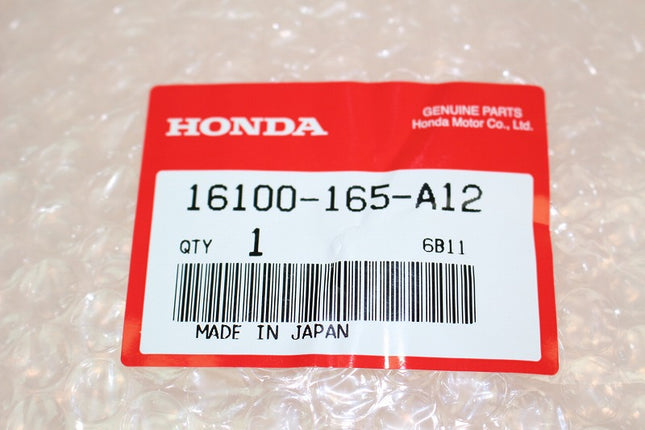 GENUINE PARTS
HONDA Honda Motor Co., Ltd.
16100-165-A12
QTY 1 6B11
MADE IN JAPAN